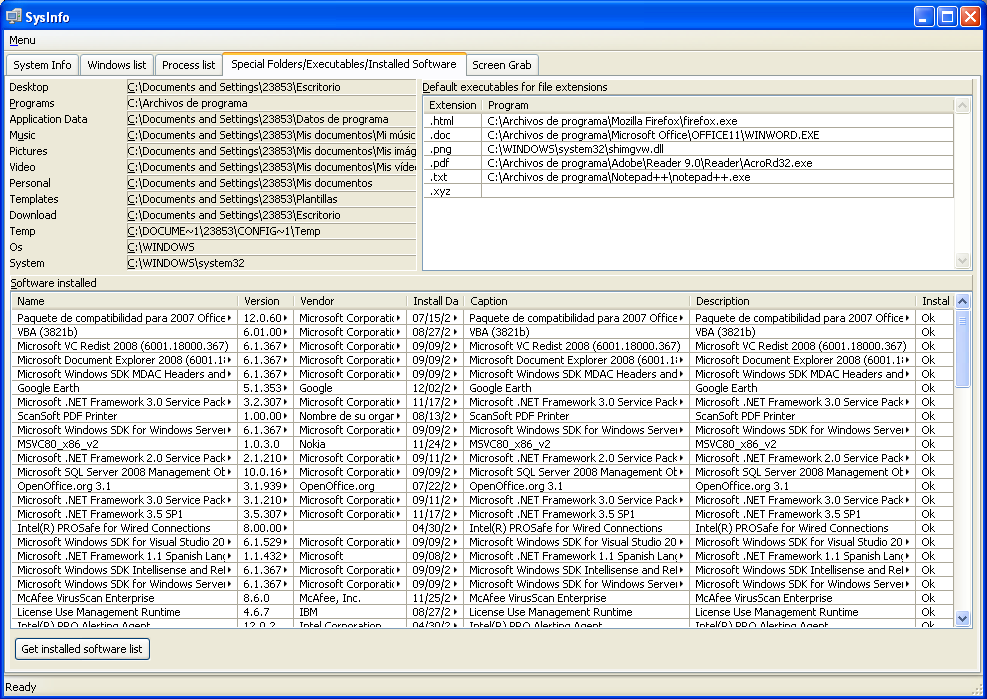 SysInfo
Menu
System Info Windows list Process list Special Folders/Executables/Installed Software Screen Grab
Desktop C:\Documents and Settings\23853\Escritorio
Programs C:\Archivos de programa
Application Data C:\Documents and Settings\23853\Datos de programa
Music C:\Documents and Settings\23853\Mis documentos\Mi músic
Pictures C:\Documents and Settings\23853\Mis documentos\Mis imág
Video C:\Documents and Settings\23853\Mis documentos\Mis víde
Personal C:\Documents and Settings\23853\Mis documentos
Templates C:\Documents and Settings\23853\Plantillas
Download C:\Documents and Settings\23853\Escritorio
Temp C:\DOCUME~1\23853\CONFIG~1\Temp
Os C:\WINDOWS
System C:\WINDOWS\system32
Default executables for file extensions
Extension Program
.html C:\Archivos de programa\Mozilla Firefox\firefox.exe
.doc C:\Archivos de programa\Microsoft Office\OFFICE11\WINWORD.EXE
.png C:\WINDOWS\system32\shimgvw.dll
.pdf C:\Archivos de programa\Adobe\Reader 9.0\Reader\AcroRd32.exe
.txt C:\Archivos de programa\Notepad++\notepad++.exe
.xyz
Software installed
Name Version Vendor Install Da Caption Description Instal
Paquete de compatibilidad para 2007 Office 12.0.60 Microsoft Corporatic 07/15/2 Paquete de compatibilidad para 2007 Office Paquete de compatibilidad para 2007 Office Ok
VBA (3821b) 6.01.00 Microsoft Corporatic 08/27/2 VBA (3821b) VBA (3821b) Ok
Microsoft VC Redist 2008 (6001.18000.367) 6.1.367 Microsoft Corporatic 09/09/2 Microsoft VC Redist 2008 (6001.18000.367) Microsoft VC Redist 2008 (6001.18000.367) Ok
Microsoft Document Explorer 2008 (6001.1 6.1.367 Microsoft Corporatic 09/09/2 Microsoft Document Explorer 2008 (6001.1 Microsoft Document Explorer 2008 (6001.1 Ok
Microsoft Windows SDK MDAC Headers and 6.1.367 Microsoft Corporatic 09/09/2 Microsoft Windows SDK MDAC Headers and Microsoft Windows SDK MDAC Headers and Ok
Google Earth 5.1.353 Google 12/02/2 Google Earth Google Earth Ok
Microsoft .NET Framework 3.0 Service Pack 3.2.307 Microsoft Corporatic 11/17/2 Microsoft .NET Framework 3.0 Service Pack Microsoft .NET Framework 3.0 Service Pack Ok
ScanSoft PDF Printer 1.00.00 Nombre de su organ 08/13/2 ScanSoft PDF Printer ScanSoft PDF Printer Ok
Microsoft Windows SDK for Windows Server 6.1.367 Microsoft Corporatic 09/09/2 Microsoft Windows SDK for Windows Server Microsoft Windows SDK for Windows Server Ok
MSVC80_x86_v2 1.0.3.0 Nokia 11/24/2 MSVC80_x86_v2 MSVC80_x86_v2 Ok
Microsoft .NET Framework 2.0 Service Pack 2.1.210 Microsoft Corporatic 09/11/2 Microsoft .NET Framework 2.0 Service Pack Microsoft .NET Framework 2.0 Service Pack Ok
Microsoft SQL Server 2008 Management Ob 10.0.16 Microsoft Corporatic 09/09/2 Microsoft SQL Server 2008 Management Ob Microsoft SQL Server 2008 Management Ob Ok
OpenOffice.org 3.1 3.1.939 OpenOffice.org 07/22/2 OpenOffice.org 3.1 OpenOffice.org 3.1 Ok
Microsoft .NET Framework 3.0 Service Pack 3.1.210 Microsoft Corporatic 09/11/2 Microsoft .NET Framework 3.0 Service Pack Microsoft .NET Framework 3.0 Service Pack Ok
Microsoft .NET Framework 3.5 SP1 3.5.307 Microsoft Corporatic 11/17/2 Microsoft .NET Framework 3.5 SP1 Microsoft .NET Framework 3.5 SP1 Ok
Intel(R) PROSafe for Wired Connections 8.00.00 04/30/2 Intel(R) PROSafe for Wired Connections Intel(R) PROSafe for Wired Connections Ok
Microsoft Windows SDK for Visual Studio 20 6.1.529 Microsoft Corporatic 09/09/2 Microsoft Windows SDK for Visual Studio 20 Microsoft Windows SDK for Visual Studio 20 Ok
Microsoft .NET Framework 1.1 Spanish Lang 1.1.432 Microsoft 09/08/2 Microsoft .NET Framework 1.1 Spanish Lang Microsoft .NET Framework 1.1 Spanish Lang Ok
Microsoft Windows SDK Intellisense and Ref 6.1.367 Microsoft Corporatic 09/09/2 Microsoft Windows SDK Intellisense and Ref Microsoft Windows SDK Intellisense and Ref Ok
Microsoft Windows SDK for Windows Server 6.1.367 Microsoft Corporatic 09/09/2 Microsoft Windows SDK for Windows Server Microsoft Windows SDK for Windows Server Ok
McAfee VirusScan Enterprise 8.6.0 McAfee, Inc. 11/25/2 McAfee VirusScan Enterprise McAfee VirusScan Enterprise Ok
License Use Management Runtime 4.6.7 IBM 08/27/2 License Use Management Runtime License Use Management Runtime Ok
Intel(R) PRO Alerting Agent 12.0.2 Intel Corporation 04/30/2 Intel(R) PRO Alerting Agent Intel(R) PRO Alerting Agent Ok
Get installed software list
Ready